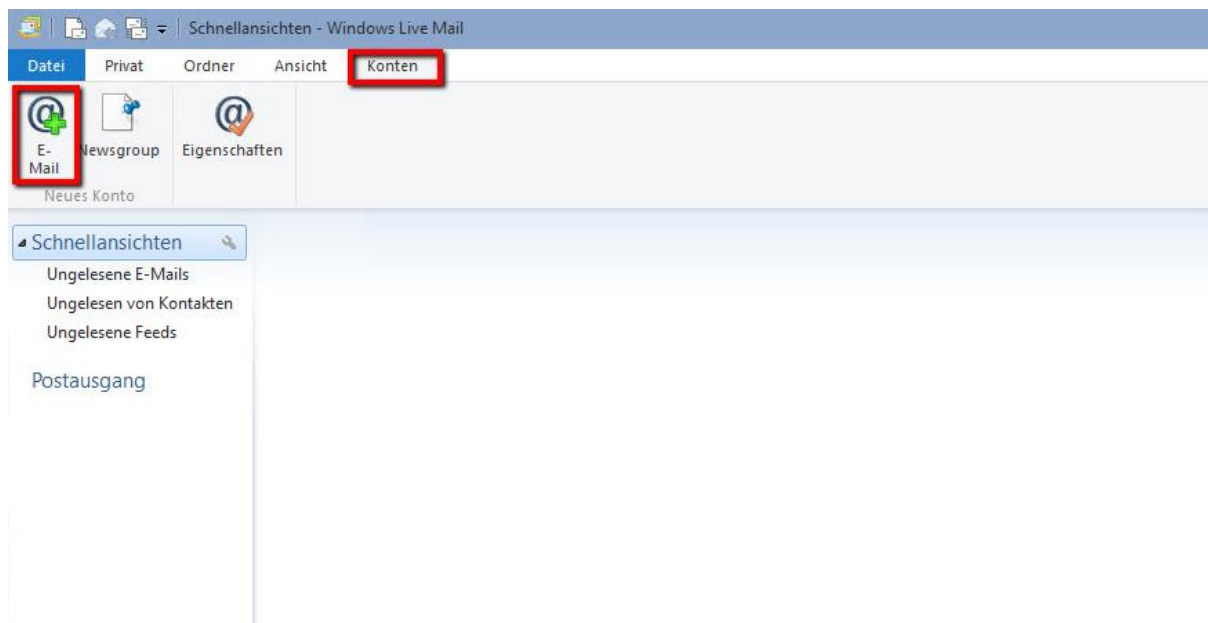 Schnellansichten - Windows Live Mail
Datei Privat Ordner Ansicht Konten
E-Mail Newsgroup Eigenschaften
Neues Konto
Schnellansichten
Ungelesene E-Mails
Ungelesen von Kontakten
Ungelesene Feeds
Postausgang